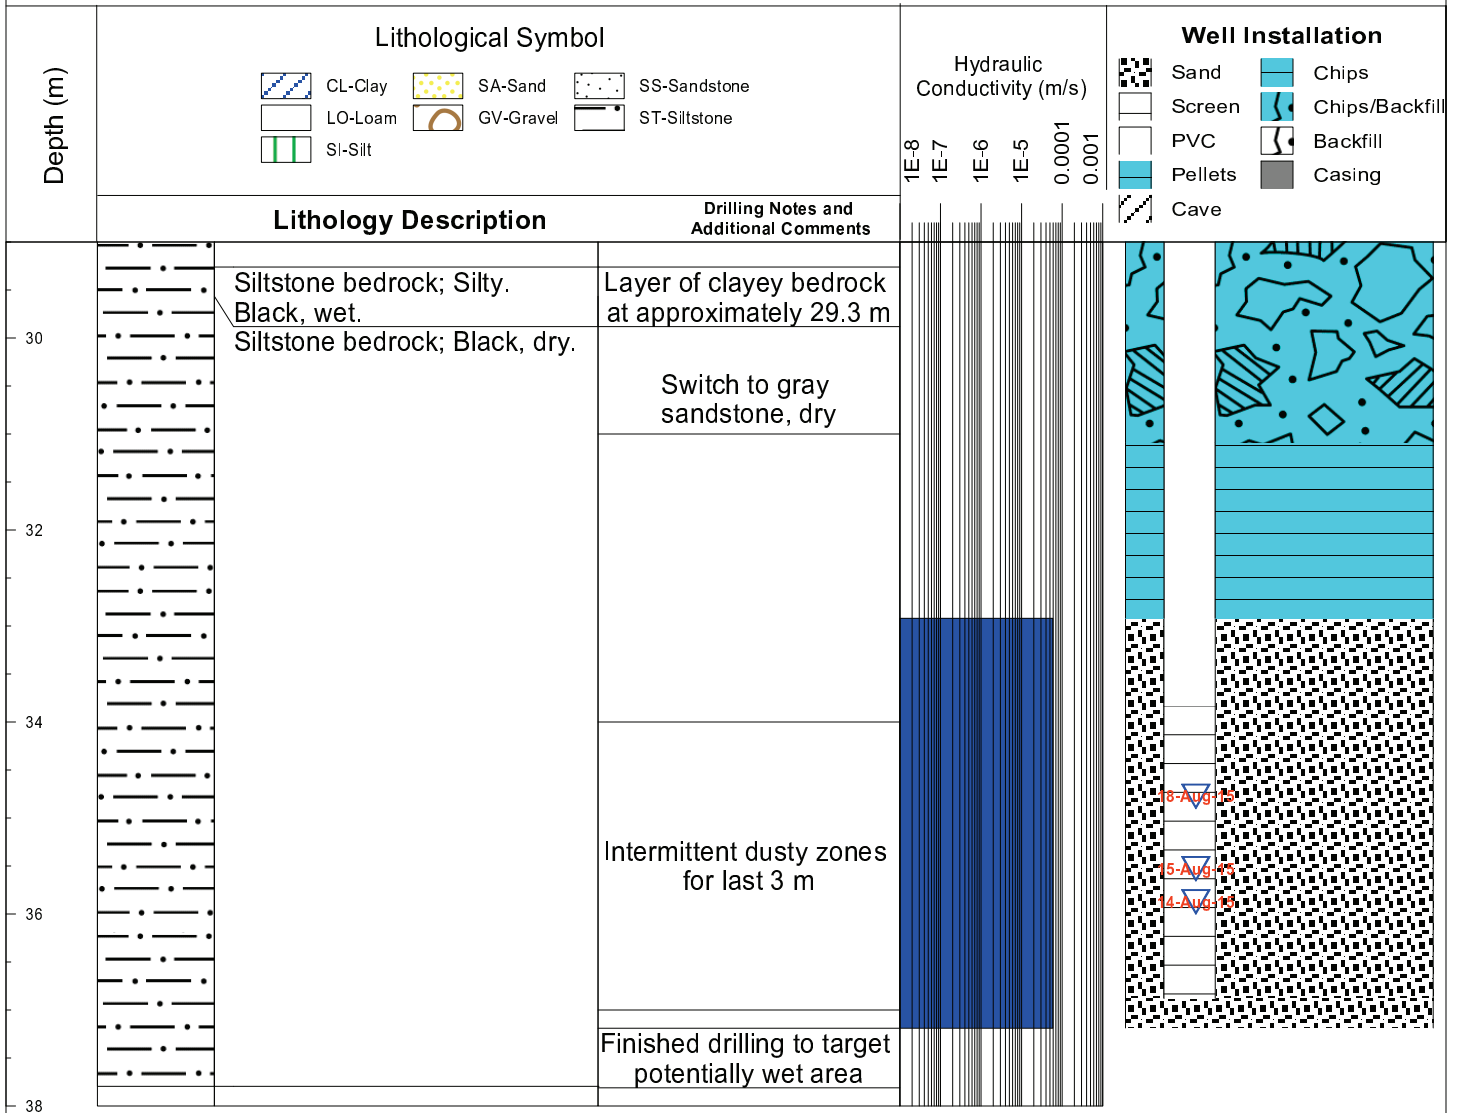 Depth (m)
Lithological Symbol
CL-Clay
SA-Sand
SS-Sandstone
LO-Loam
GV-Gravel
ST-Siltstone
SI-Silt
Lithology Description
Drilling Notes and
Additional Comments
Hydraulic
Conductivity (m/s)
1E-8
1E-7
1E-6
1E-5
0.0001
0.001
Well Installation
Sand
Chips
Screen
Chips/Backfill
PVC
Backfill
Pellets
Casing
Cave
Siltstone bedrock; Silty.
Black, wet.
Siltstone bedrock; Black, dry.
Layer of clayey bedrock
at approximately 29.3 m
Switch to gray
sandstone, dry
Intermittent dusty zones
for last 3 m
Finished drilling to target
potentially wet area
30
32
34
36
38
18-Aug-15
15-Aug-15
14-Aug-15